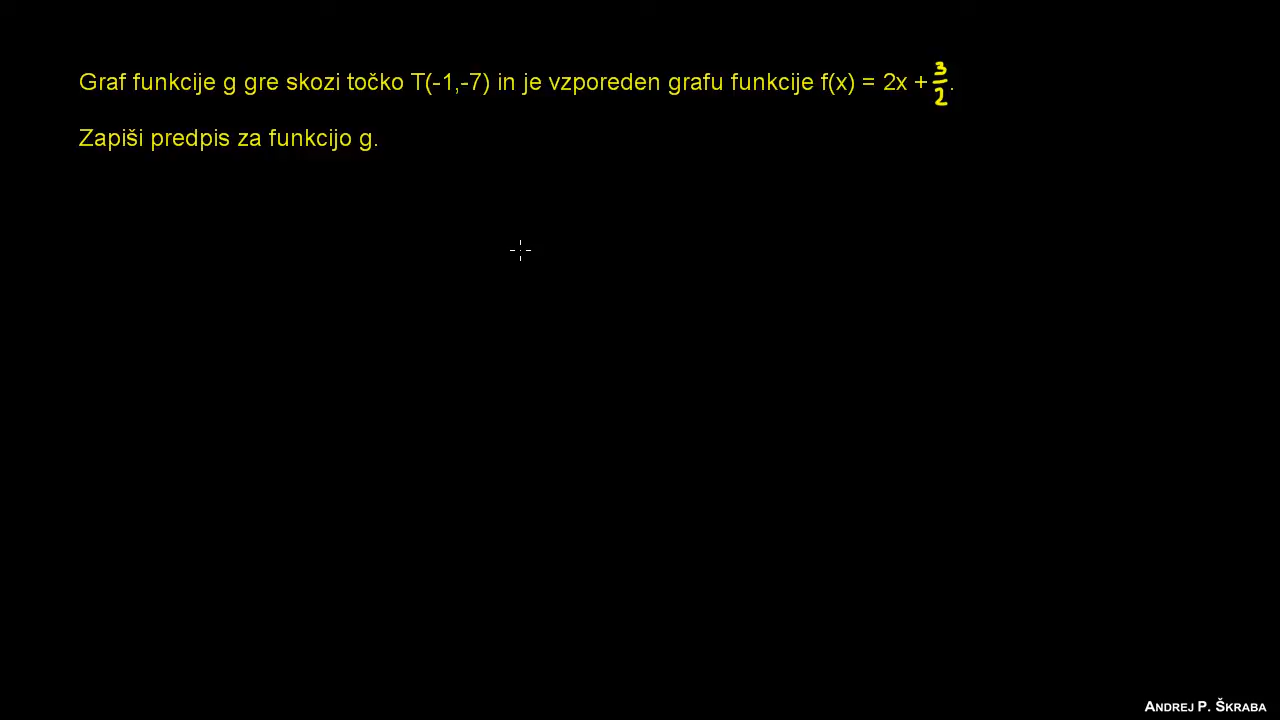 Graf funkcije g gre skozi točko T(-1,-7) in je vzporeden grafu funkcije f(x) = 2x + 3/2.
Zapiši predpis za funkcijo g.
ANDREJ P. ŠKRABA